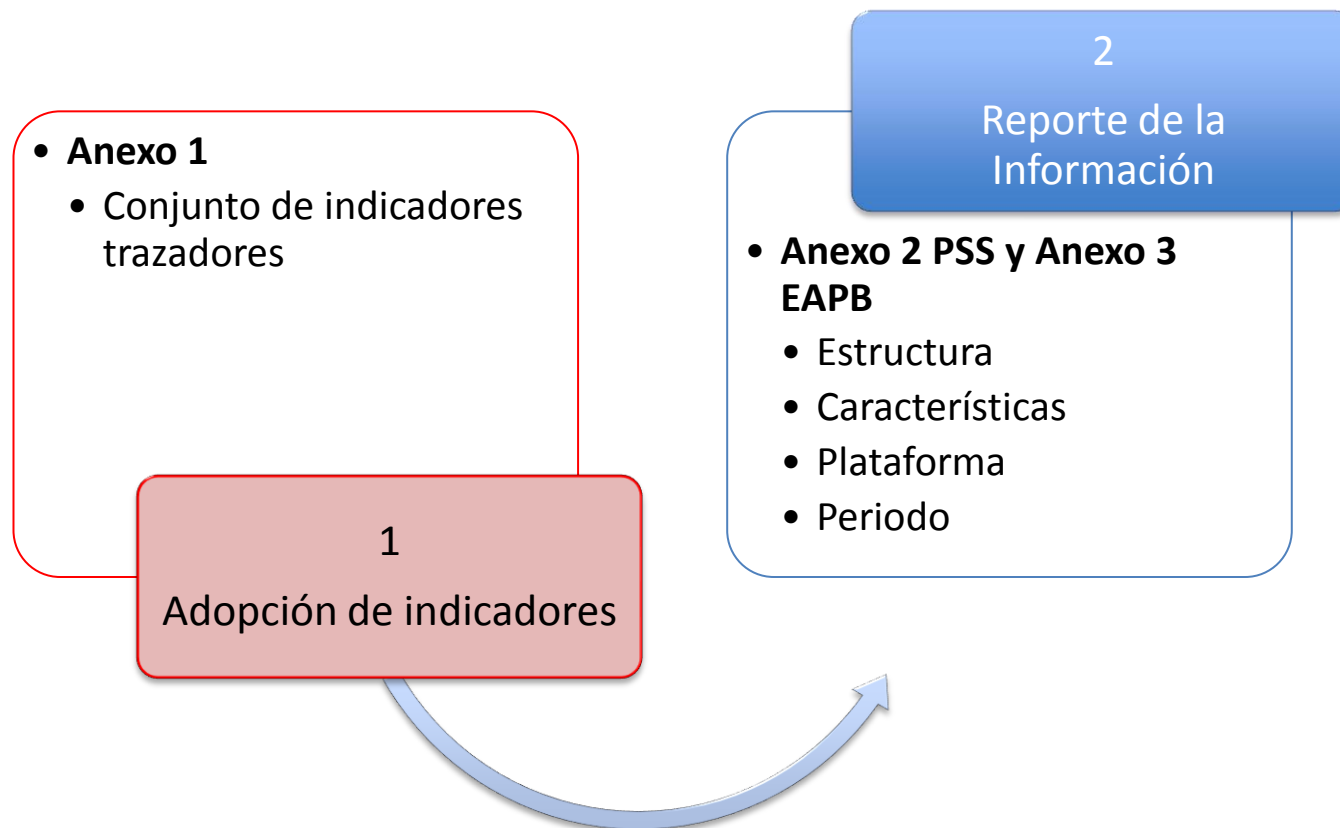 • Anexo 1
• Conjunto de indicadores
trazadores
1
Adopción de indicadores
2
Reporte de la
Información
• Anexo 2 PSS y Anexo 3
EAPB
• Estructura
• Características
• Plataforma
• Periodo